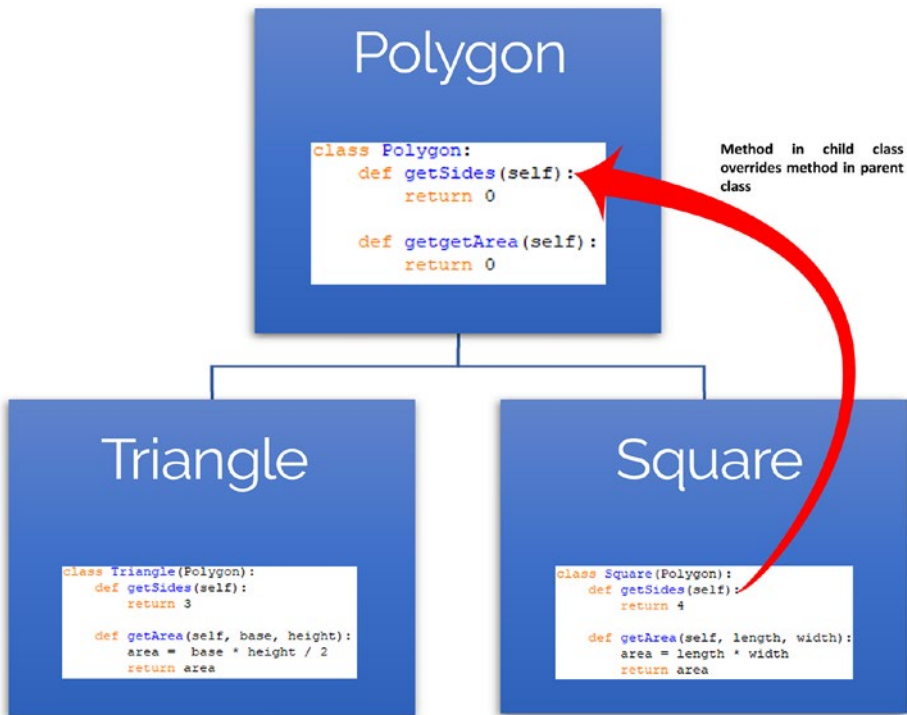 Polygon
class Polygon:
    def getSides(self):
        return 0
    def getgetArea(self):
        return 0
Method in child class
overrides method in parent
class
Triangle
class Triangle(Polygon):
    def getSides(self):
        return 3
    def getArea(self, base, height):
        area =  base * height / 2
        return area
Square
class Square(Polygon):
    def getSides(self):
        return 4
    def getArea(self, length, width):
        area = length * width
        return area